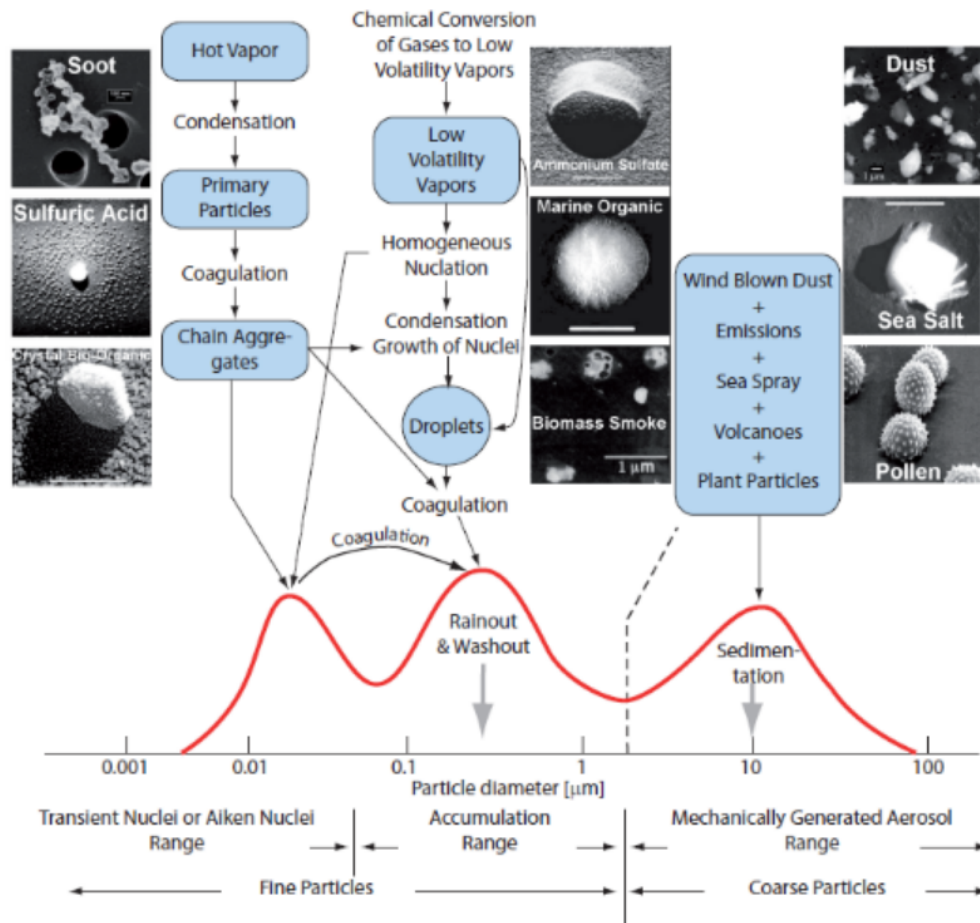 Soot
Sulfuric Acid
Crystal Bio-Organic
Hot Vapor
Condensation
Primary
Particles
Coagulation
Chain Aggre-
gates
Chemical Conversion
of Gases to Low
Volatility Vapors
Low
Volatility
Vapors
Homogeneous
Nuclation
Condensation
Growth of Nuclei
Droplets
Coagulation
Ammonium Sulfate
Marine Organic
Biomass Smoke
1 μm
Wind Blown Dust
+
Emissions
+
Sea Spray
+
Volcanoes
+
Plant Particles
Dust
1 μm
Sea Salt
Pollen
Coagulation
Rainout
& Washout
Sedimen-
tation
0.001 0.01 0.1 1 10 100
Particle diameter [μm]
Transient Nuclei or Aiken Nuclei
Range
Accumulation
Range
Mechanically Generated Aerosol
Range
Fine Particles
Coarse Particles